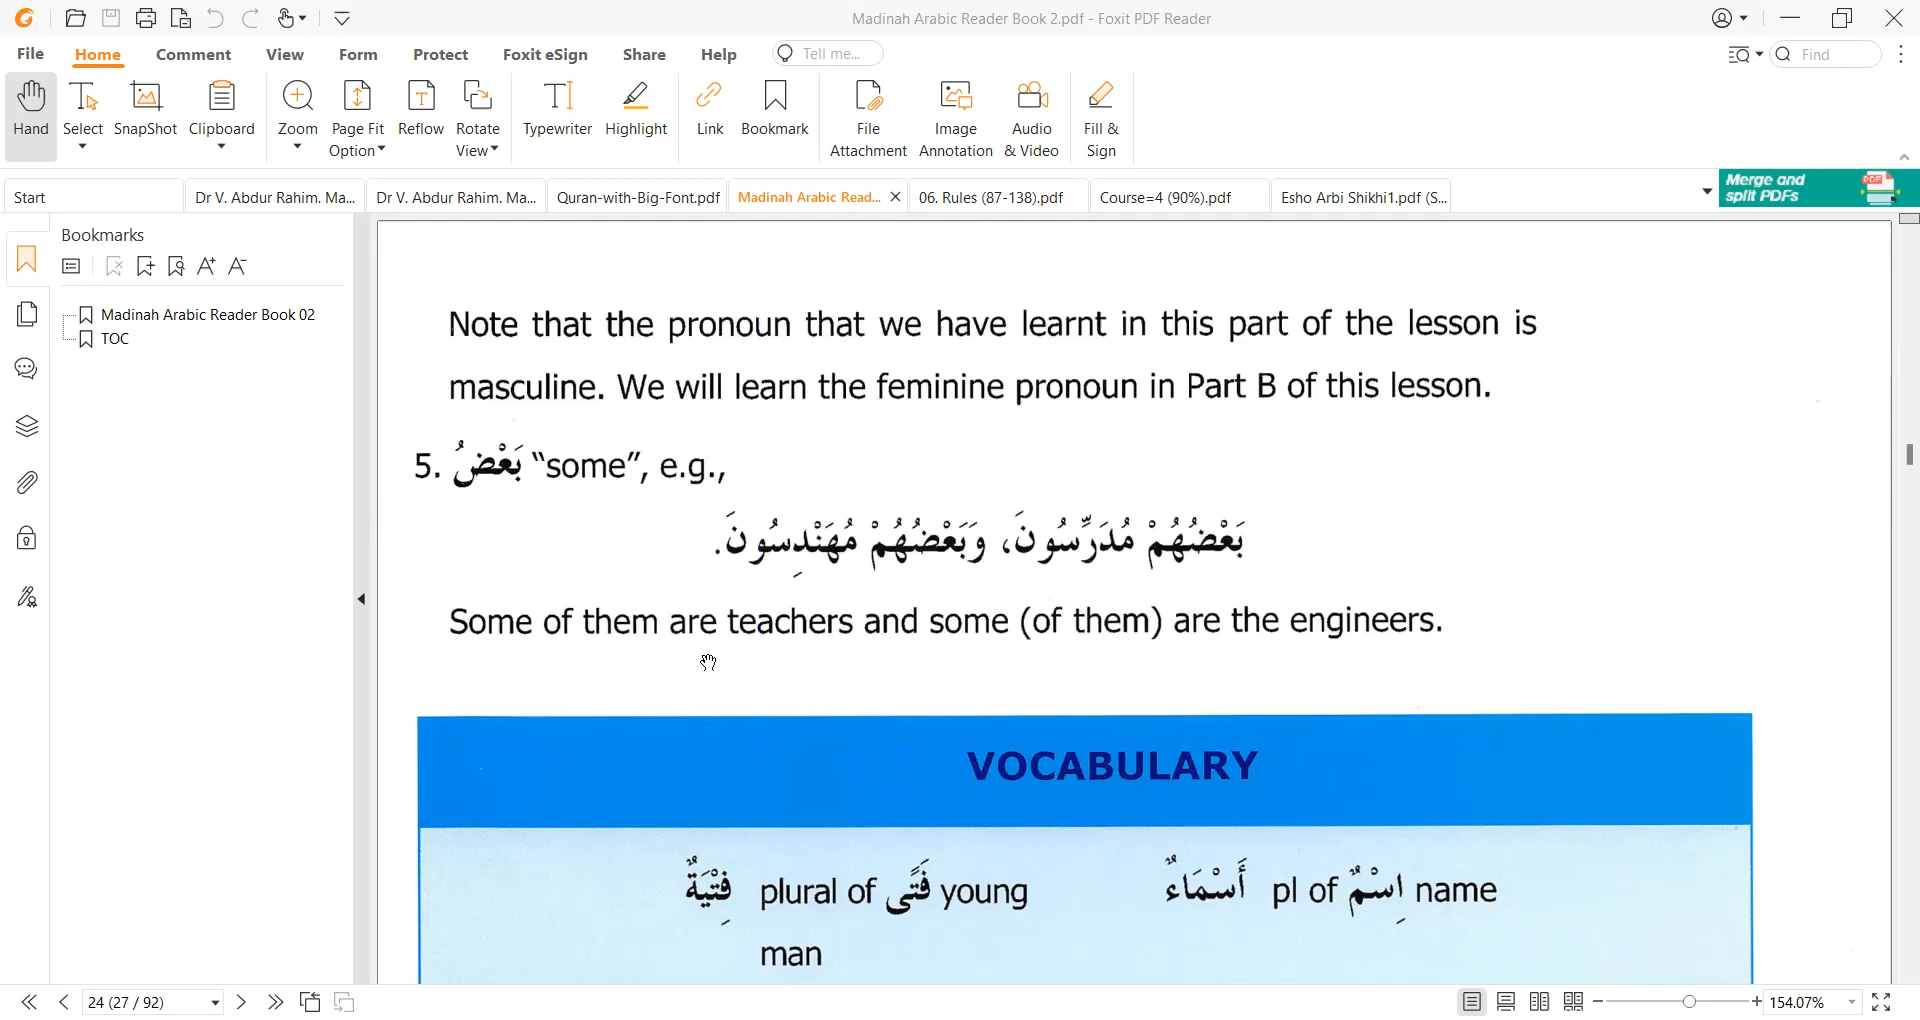 Madinah Arabic Reader Book 2.pdf - Foxit PDF Reader
File Home Comment View Form Protect Foxit eSign Share Help Tell me... Find
Hand Select SnapShot Clipboard Zoom Page Fit Option Reflow Rotate View Typewriter Highlight Link Bookmark File Attachment Image Annotation Audio & Video Fill & Sign
Start Dr V. Abdur Rahim. Ma... Dr V. Abdur Rahim. Ma... Quran-with-Big-Font.pdf Madinah Arabic Read... 06. Rules (87-138).pdf Course=4 (90%).pdf Esho Arbi Shikhi1.pdf (S...
Merge and
split PDFs
PDF
Bookmarks
Madinah Arabic Reader Book 02
TOC
Note that the pronoun that we have learnt in this part of the lesson is
masculine. We will learn the feminine pronoun in Part B of this lesson.
5. بَعْضُ “some”, e.g.,
بَعْضُهُمْ مُدَرِّسُونَ، وَبَعْضُهُمْ مُهَنْدِسُونَ.
Some of them are teachers and some (of them) are the engineers.
VOCABULARY
فِتْيَةٌ plural of فَتًى young
man
أَسْمَاءٌ pl of اِسْمٌ name
24 (27 / 92)
154.07%